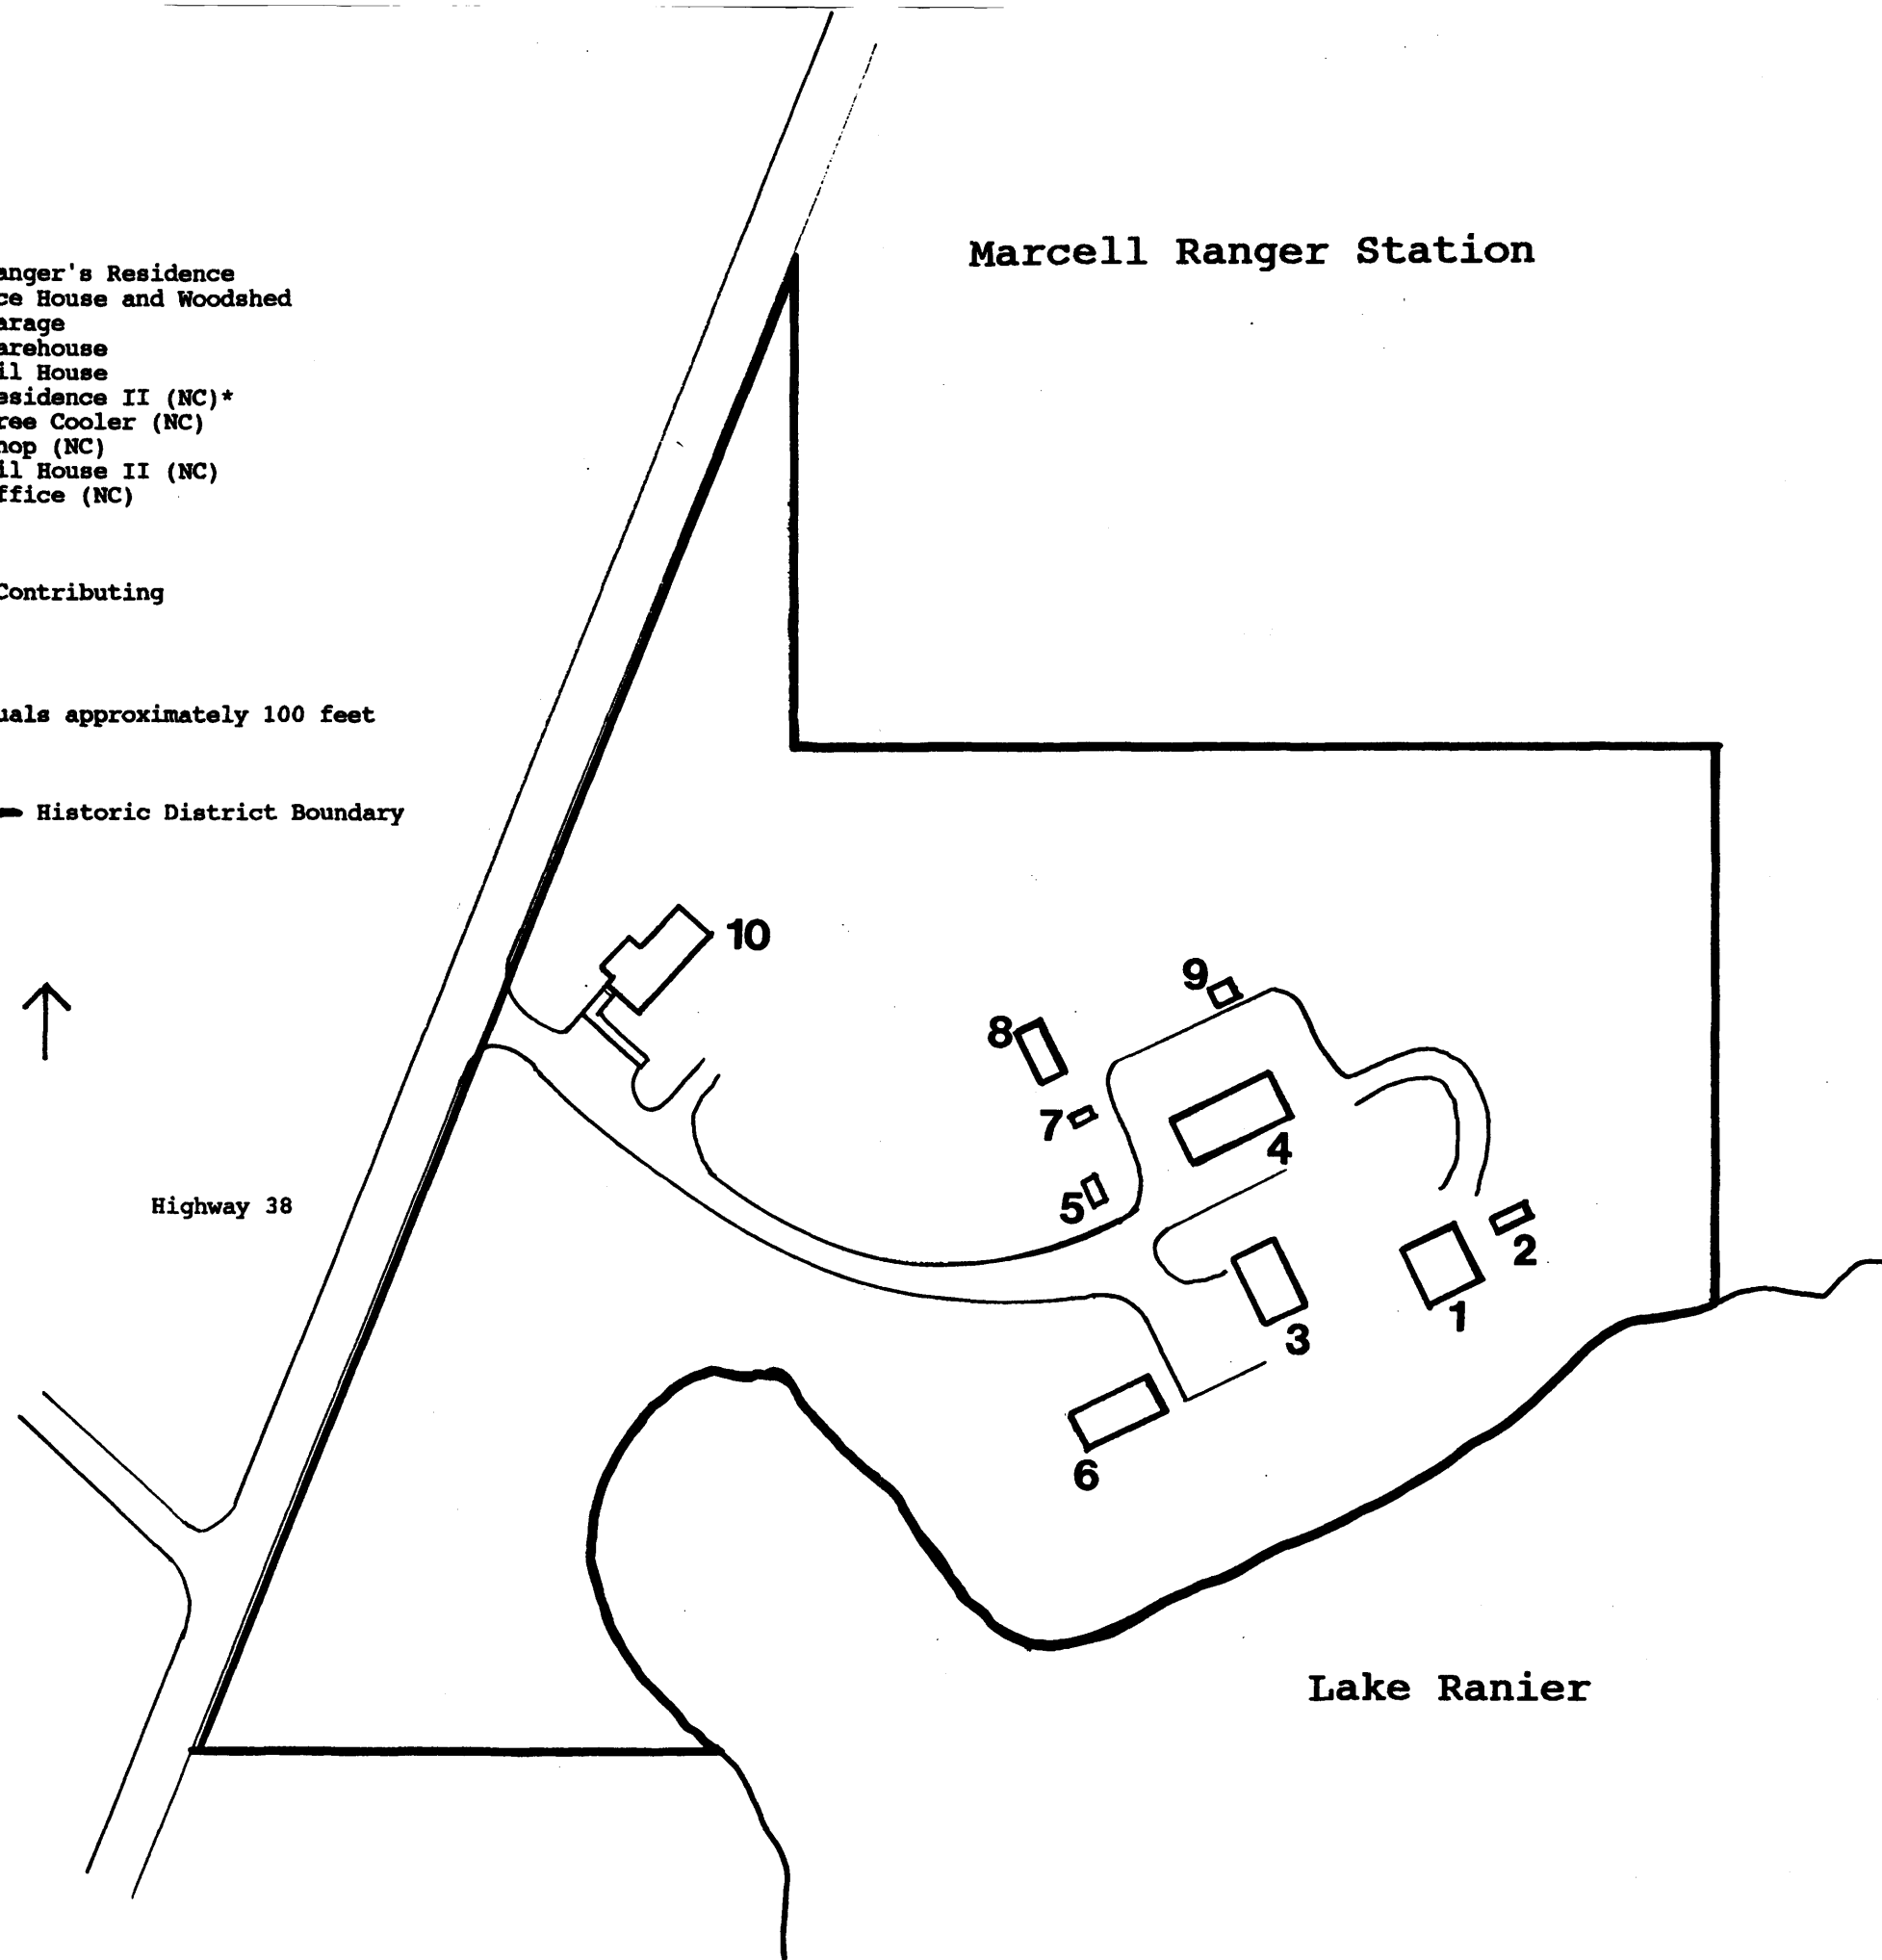 Marcell Ranger Station
anger's Residence
ce House and Woodshed
arage
arehouse
il House
esidence II (NC)*
ree Cooler (NC)
hop (NC)
il House II (NC)
ffice (NC)
Contributing
uals approximately 100 feet
Historic District Boundary
10
9
8
7
4
5
Highway 38
2
1
3
6
Lake Ranier